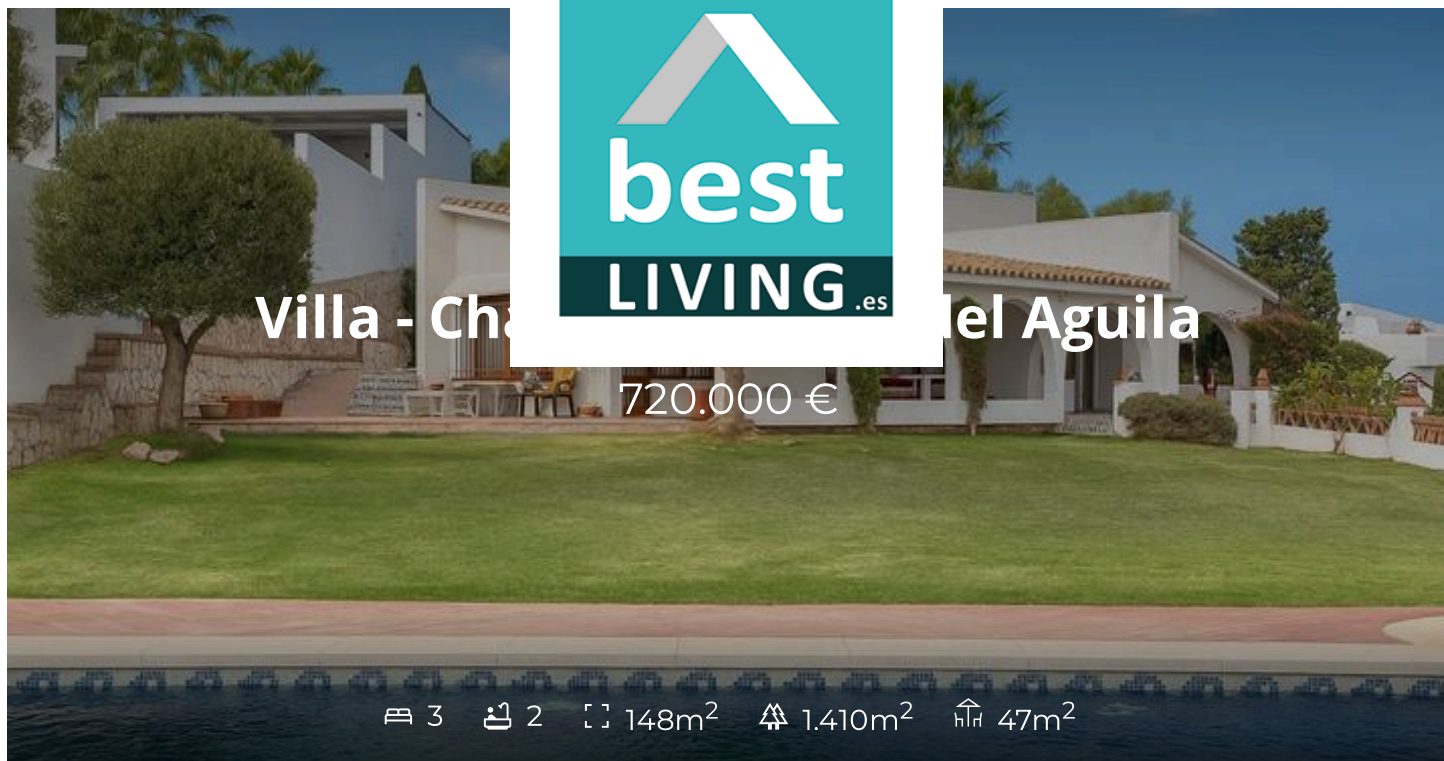 best
LIVING.es
Villa - Cha del Aguila
720.000 €
3 2 148m² 1.410m² 47m²